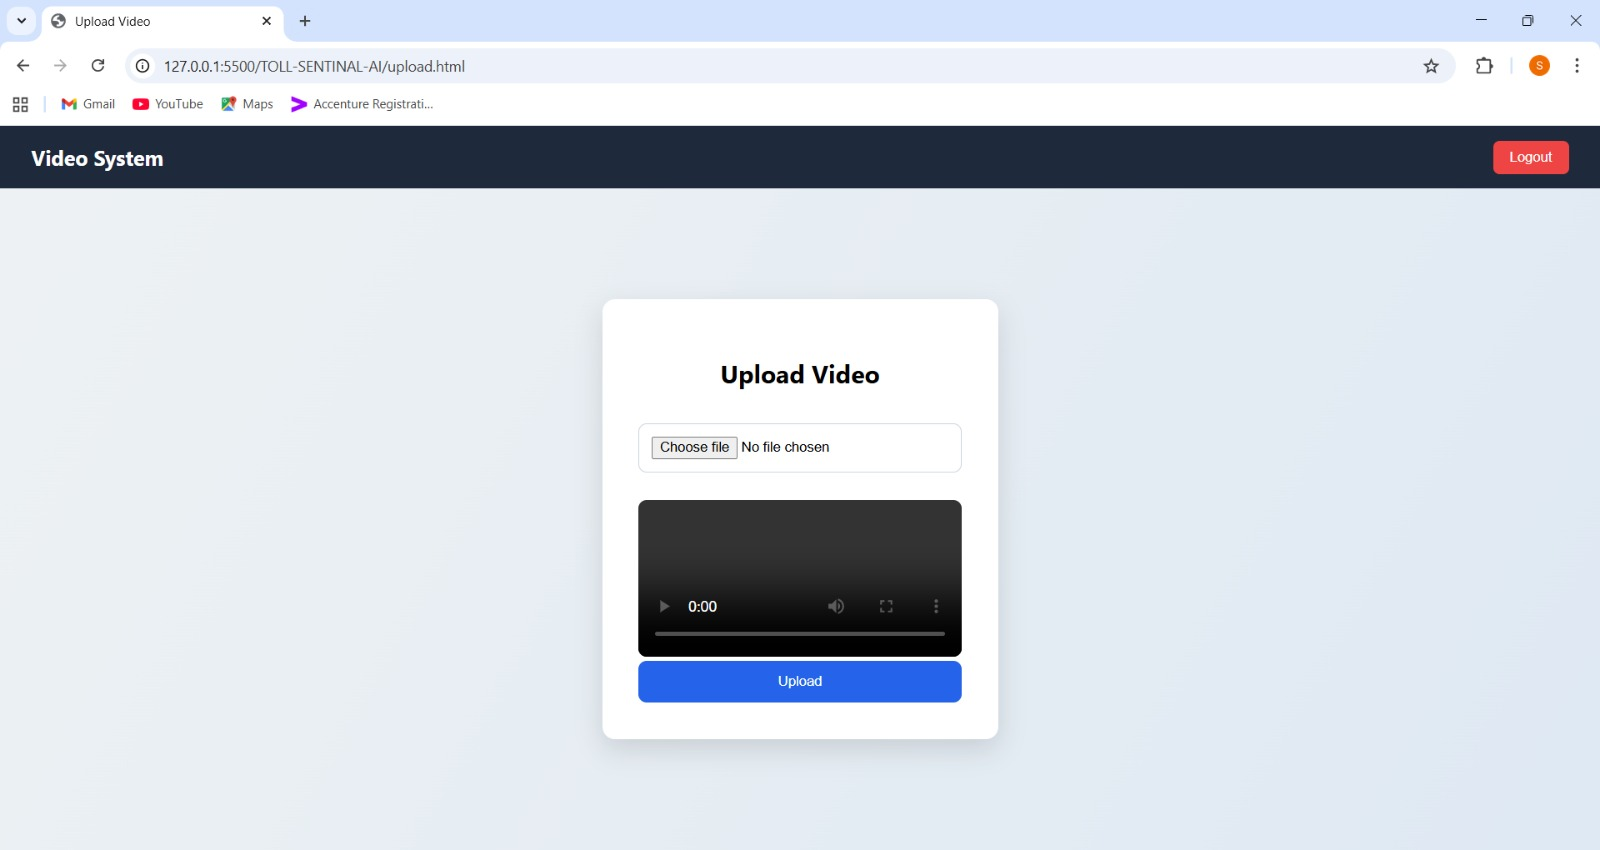 Upload Video
127.0.0.1:5500/TOLL-SENTINAL-AI/upload.html
S
Gmail
YouTube
Maps
Accenture Registrati...
Video System
Logout
Upload Video
Choose file No file chosen
0:00
Upload